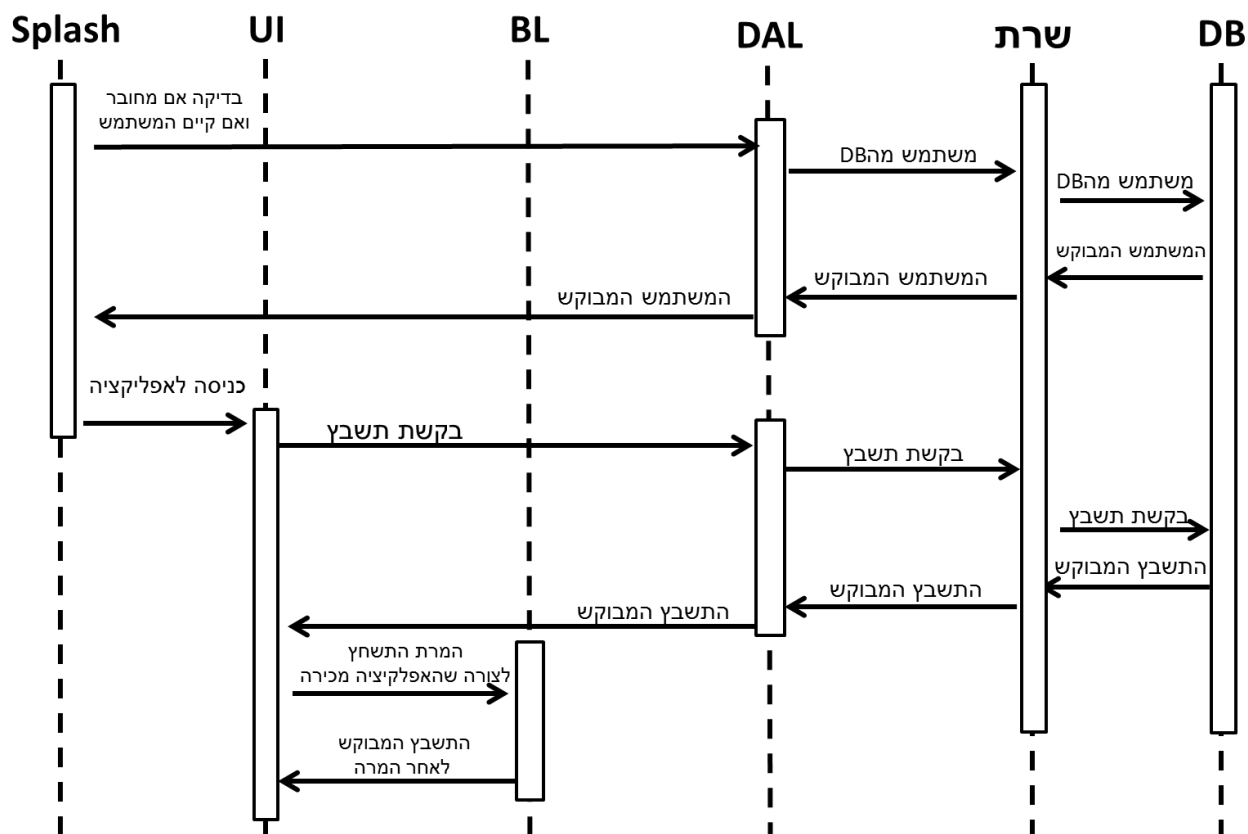 Splash
UI
BL
DAL
שרת
DB
בדיקה אם מחובר
ואם קיים המשתמש
משתמש מהDB
משתמש מהDB
המשתמש המבוקש
המשתמש המבוקש
המשתמש המבוקש
כניסה לאפליקציה
בקשת תשבץ
בקשת תשבץ
בקשת תשבץ
התשבץ המבוקש
התשבץ המבוקש
התשבץ המבוקש
המרת התשחץ
לצורה שהאפלקיציה מכירה
התשבץ המבוקש
לאחר המרה